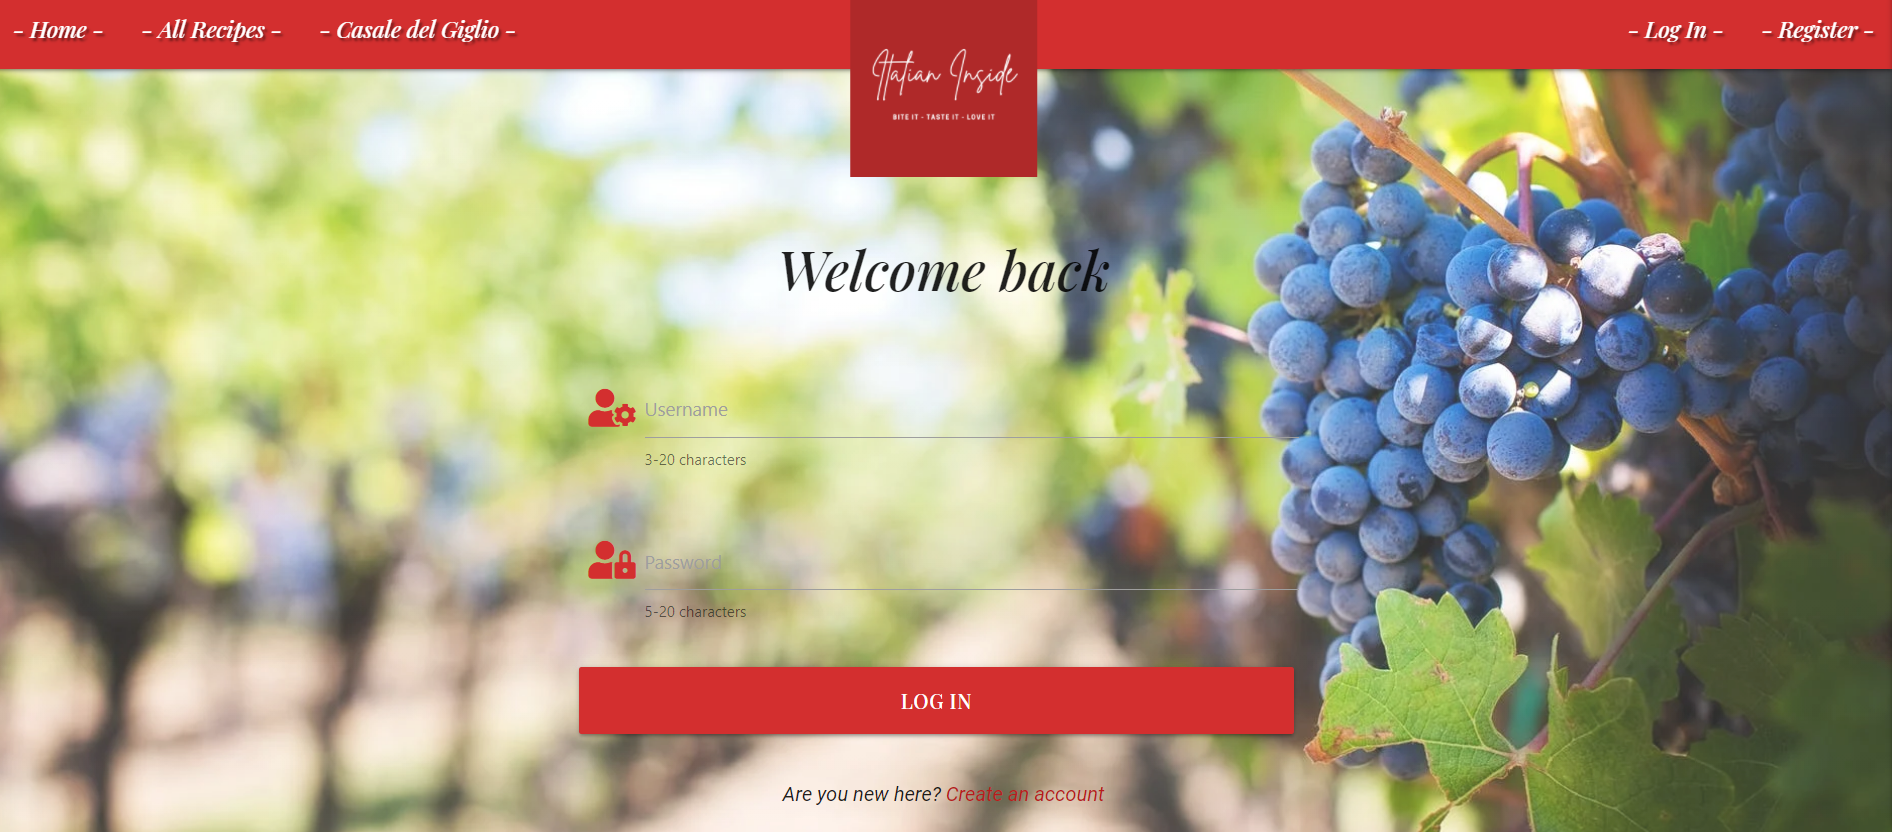 - Home -
- All Recipes -
- Casale del Giglio -
Italian Inside
BITE IT - TASTE IT - LOVE IT
- Log In -
- Register -
Welcome back
Username
3-20 characters
Password
5-20 characters
LOG IN
Are you new here? Create an account